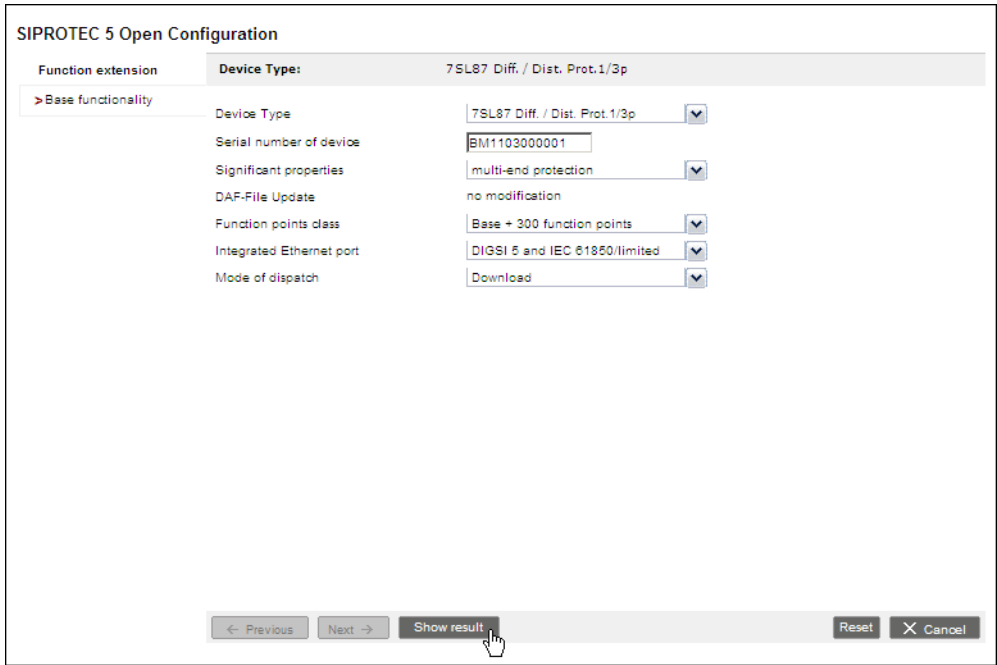 SIPROTEC 5 Open Configuration
Function extension
Device Type: 7SL87 Diff. / Dist. Prot.1/3p
>Base functionality
Device Type 7SL87 Diff. / Dist. Prot.1/3p
Serial number of device BM1103000001
Significant properties multi-end protection
DAF-File Update no modification
Function points class Base + 300 function points
Integrated Ethernet port DIGSI 5 and IEC 61850/limited
Mode of dispatch Download
← Previous Next → Show result Reset X Cancel